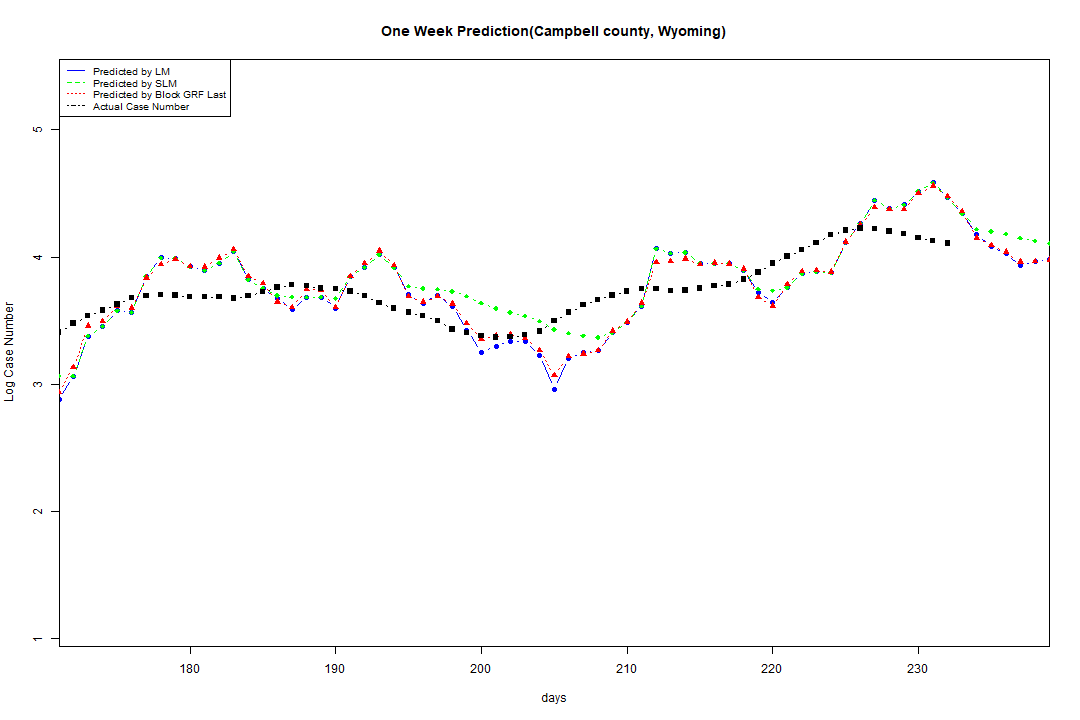 One Week Prediction(Campbell county, Wyoming)
Predicted by LM
Predicted by SLM
Predicted by Block GRF Last
Actual Case Number
5
4
3
2
1
Log Case Number
180 190 200 210 220 230
days